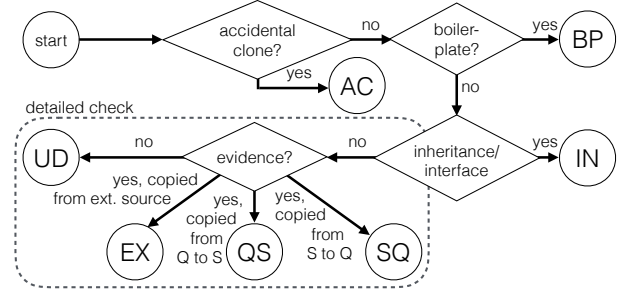 start
accidental
clone?
no
boiler-
plate?
yes
BP
yes
AC
no
detailed check
UD
no
evidence?
no
inheritance/
interface
yes
IN
yes, copied
from ext. source
yes,
copied
from
Q to S
yes,
copied
from
S to Q
EX
QS
SQ